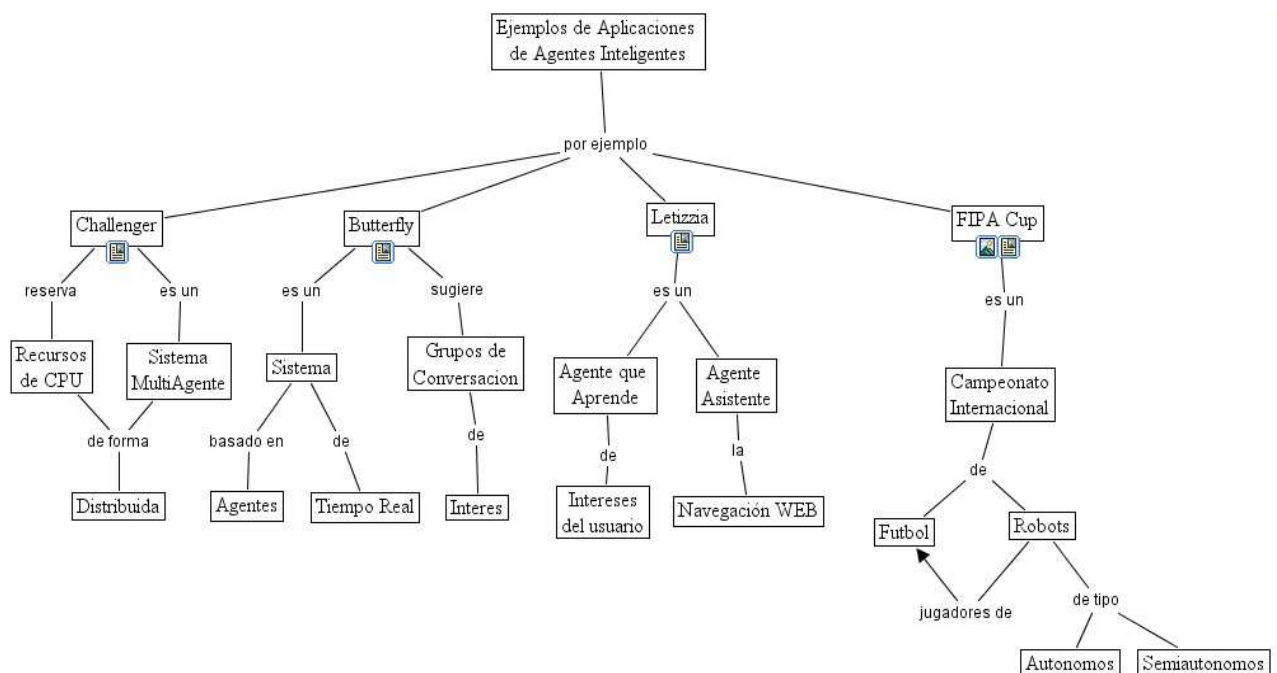 Ejemplos de Aplicaciones
de Agentes Inteligentes
por ejemplo
Challenger
Butterfly
Letizzia
FIPA Cup
reserva
es un
es un
sugiere
es un
es un
Recursos
de CPU
Sistema
MultiAgente
Sistema
Grupos de
Conversacion
Agente que
Aprende
Agente
Asistente
Campeonato
Internacional
de forma
basado en
de
de
de
la
de
Distribuida
Agentes
Tiempo Real
Interes
Intereses
del usuario
Navegación WEB
Futbol
Robots
jugadores de
de tipo
Autonomos
Semiautonomos